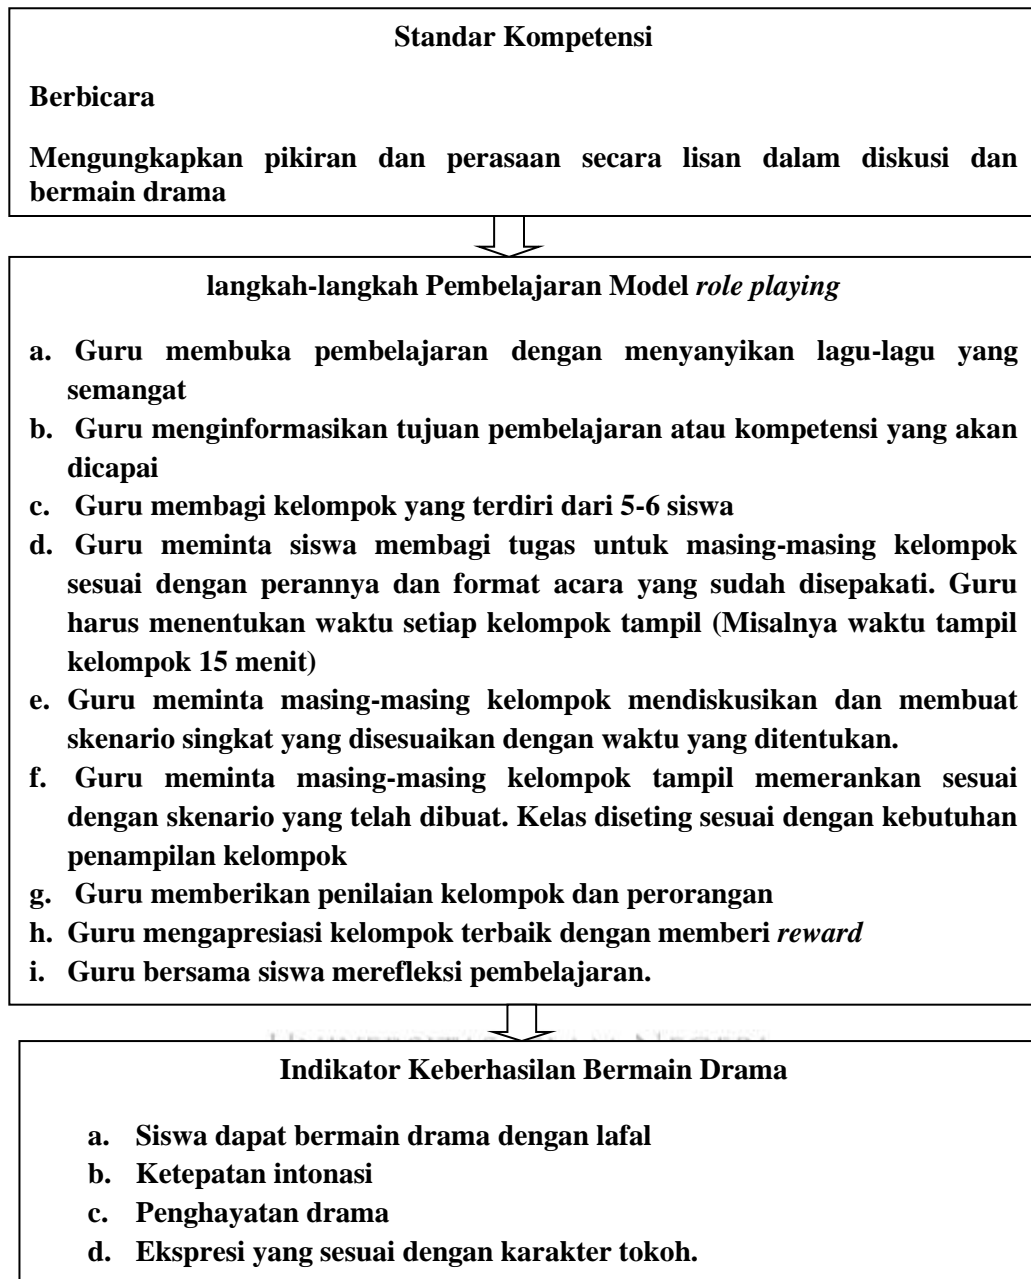 Standar Kompetensi
Berbicara
Mengungkapkan pikiran dan perasaan secara lisan dalam diskusi dan
bermain drama
langkah-langkah Pembelajaran Model role playing
a. Guru membuka pembelajaran dengan menyanyikan lagu-lagu yang
semangat
b. Guru menginformasikan tujuan pembelajaran atau kompetensi yang akan
dicapai
c. Guru membagi kelompok yang terdiri dari 5-6 siswa
d. Guru meminta siswa membagi tugas untuk masing-masing kelompok
sesuai dengan perannya dan format acara yang sudah disepakati. Guru
harus menentukan waktu setiap kelompok tampil (Misalnya waktu tampil
kelompok 15 menit)
e. Guru meminta masing-masing kelompok mendiskusikan dan membuat
skenario singkat yang disesuaikan dengan waktu yang ditentukan.
f. Guru meminta masing-masing kelompok tampil memerankan sesuai
dengan skenario yang telah dibuat. Kelas diseting sesuai dengan kebutuhan
penampilan kelompok
g. Guru memberikan penilaian kelompok dan perorangan
h. Guru mengapresiasi kelompok terbaik dengan memberi reward
i. Guru bersama siswa merefleksi pembelajaran.
Indikator Keberhasilan Bermain Drama
a. Siswa dapat bermain drama dengan lafal
b. Ketepatan intonasi
c. Penghayatan drama
d. Ekspresi yang sesuai dengan karakter tokoh.